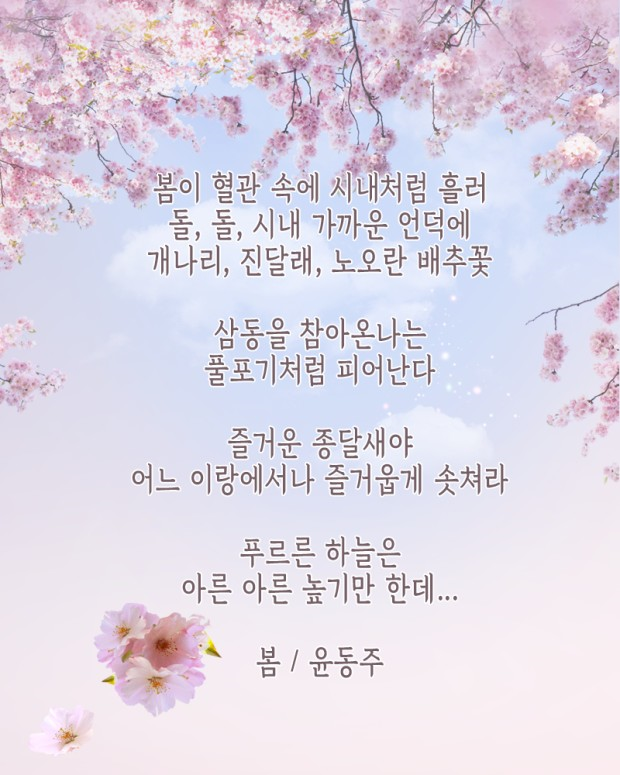 봄이 혈관 속에 시내처럼 흘러
돌, 돌, 시내 가까운 언덕에
개나리, 진달래, 노오란 배추꽃
삼동을 참아온나는
풀포기처럼 피어난다
즐거운 종달새야
어느 이랑에서나 즐거웁게 솟쳐라
푸르른 하늘은
아른 아른 높기만 한데...
봄 / 윤동주